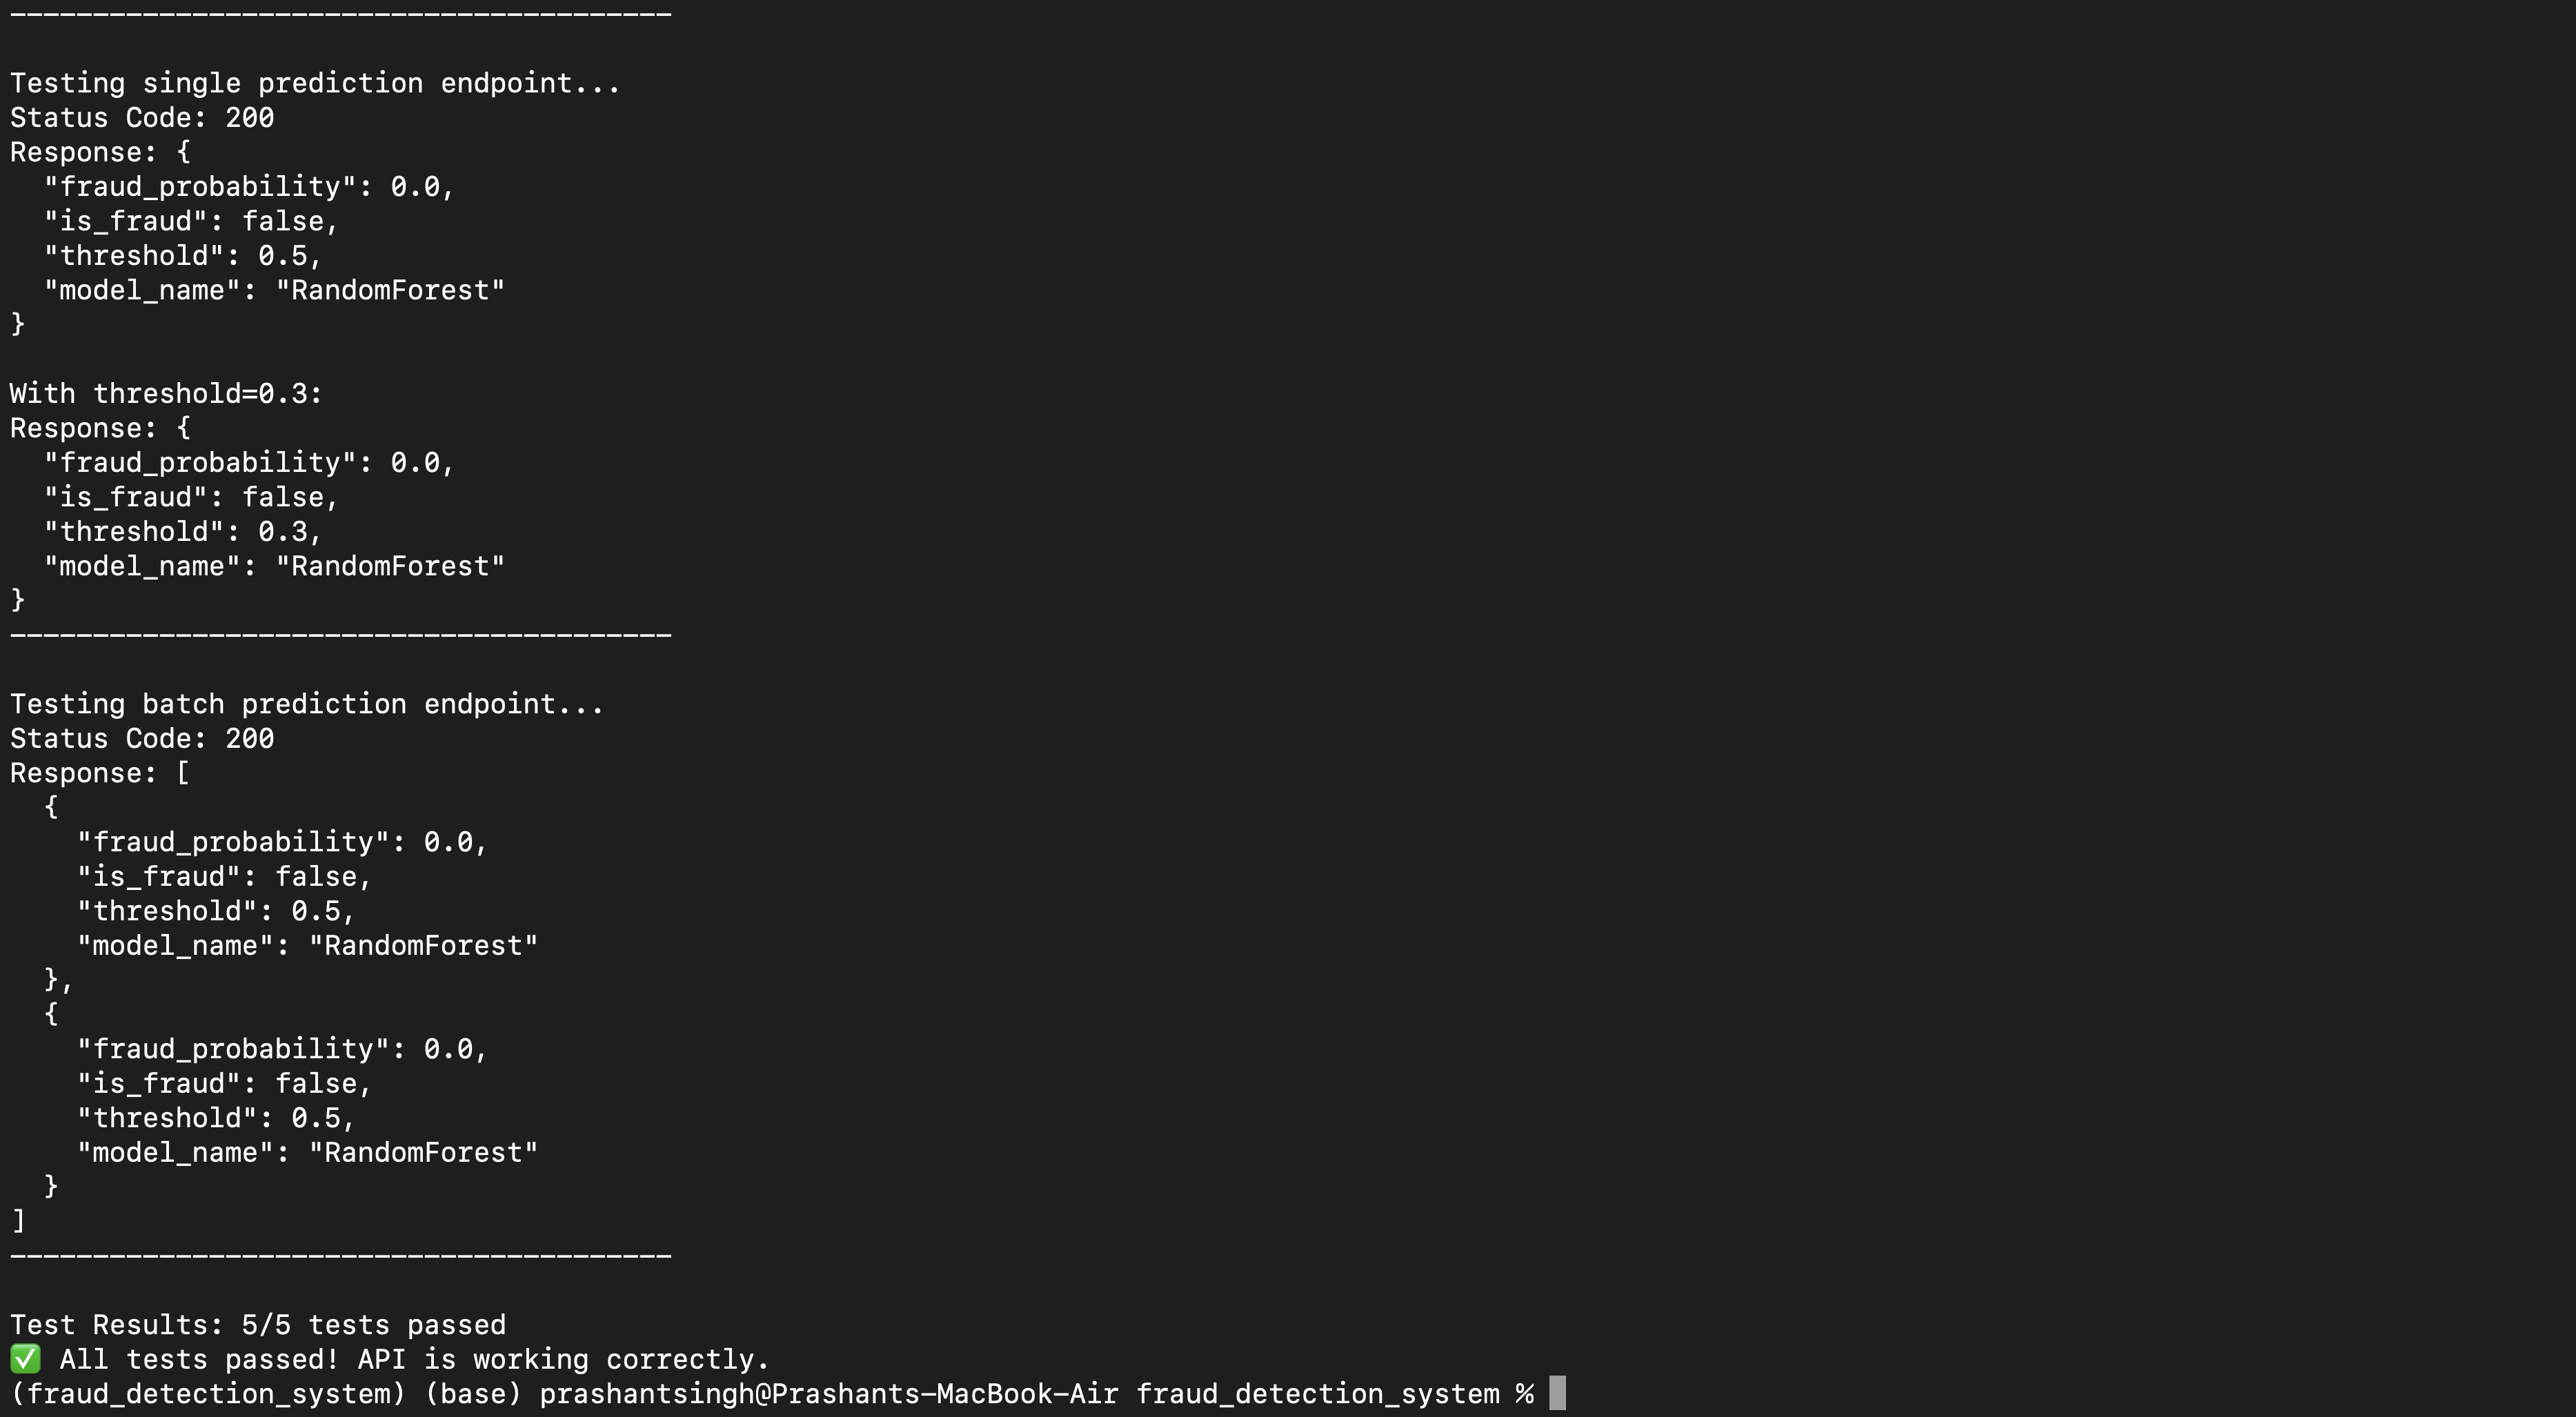 ----------------------------------------
Testing single prediction endpoint...
Status Code: 200
Response: {
  "fraud_probability": 0.0,
  "is_fraud": false,
  "threshold": 0.5,
  "model_name": "RandomForest"
}
With threshold=0.3:
Response: {
  "fraud_probability": 0.0,
  "is_fraud": false,
  "threshold": 0.3,
  "model_name": "RandomForest"
}
----------------------------------------
Testing batch prediction endpoint...
Status Code: 200
Response: [
  {
    "fraud_probability": 0.0,
    "is_fraud": false,
    "threshold": 0.5,
    "model_name": "RandomForest"
  },
  {
    "fraud_probability": 0.0,
    "is_fraud": false,
    "threshold": 0.5,
    "model_name": "RandomForest"
  }
]
----------------------------------------
Test Results: 5/5 tests passed
✅ All tests passed! API is working correctly.
(fraud_detection_system) (base) prashantsingh@Prashants-MacBook-Air fraud_detection_system %